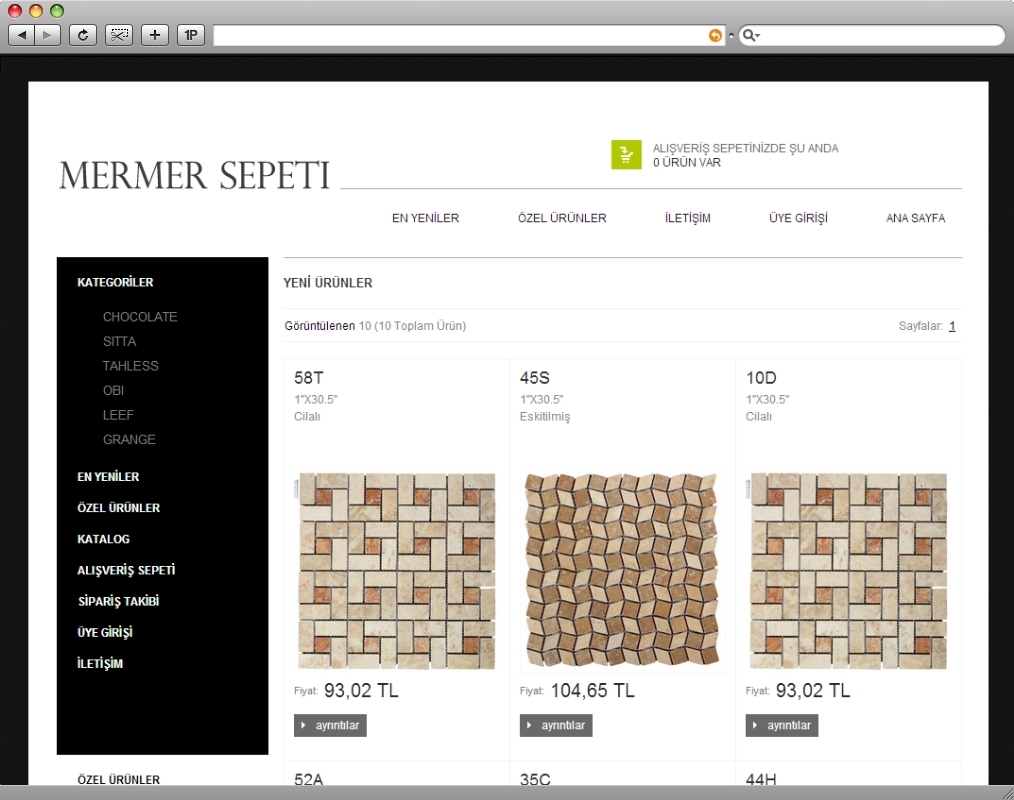 1P
ALIŞVERİŞ SEPETİNİZDE ŞU ANDA
0 ÜRÜN VAR
MERMER SEPETI
EN YENİLER ÖZEL ÜRÜNLER İLETİŞİM ÜYE GİRİŞİ ANA SAYFA
KATEGORİLER
CHOCOLATE
SITTA
TAHLESS
OBI
LEEF
GRANGE
EN YENİLER
ÖZEL ÜRÜNLER
KATALOG
ALIŞVERİŞ SEPETİ
SİPARİŞ TAKİBİ
ÜYE GİRİŞİ
İLETİŞİM
ÖZEL ÜRÜNLER
YENİ ÜRÜNLER
Görüntülenen 10 (10 Toplam Ürün) Sayfalar: 1
58T
1"X30.5"
Cilalı
Fiyat: 93,02 TL
ayrıntılar
45S
1"X30.5"
Eskitilmiş
Fiyat: 104,65 TL
ayrıntılar
10D
1"X30.5"
Cilalı
Fiyat: 93,02 TL
ayrıntılar
52A 35C 44H